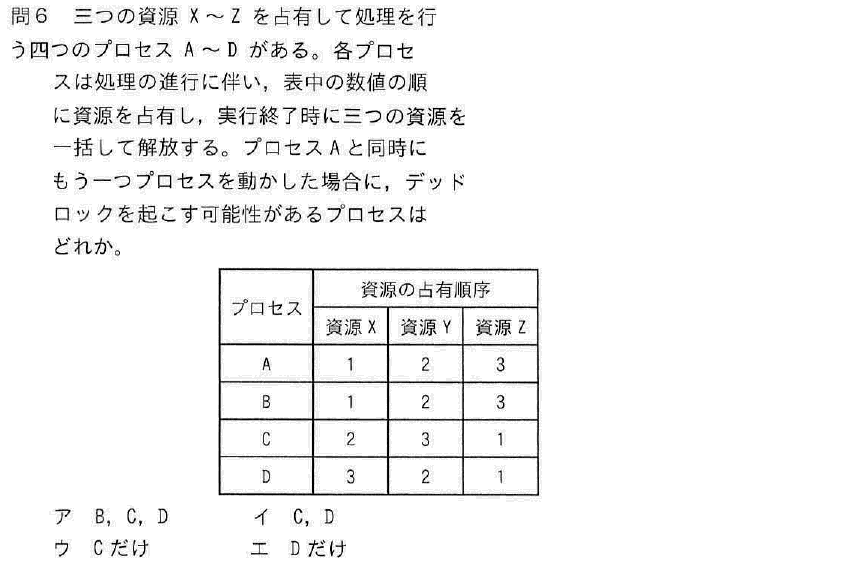 問6 三つの資源 X～Z を占有して処理を行
う四つのプロセス A～D がある。各プロセ
スは処理の進行に伴い，表中の数値の順
に資源を占有し，実行終了時に三つの資源を
一括して解放する。プロセスAと同時に
もう一つプロセスを動かした場合に，デッド
ロックを起こす可能性があるプロセスは
どれか。
プロセス 資源の占有順序
資源X 資源Y 資源Z
A 1 2 3
B 1 2 3
C 2 3 1
D 3 2 1
ア B，C，D イ C，D
ウ Cだけ エ Dだけ